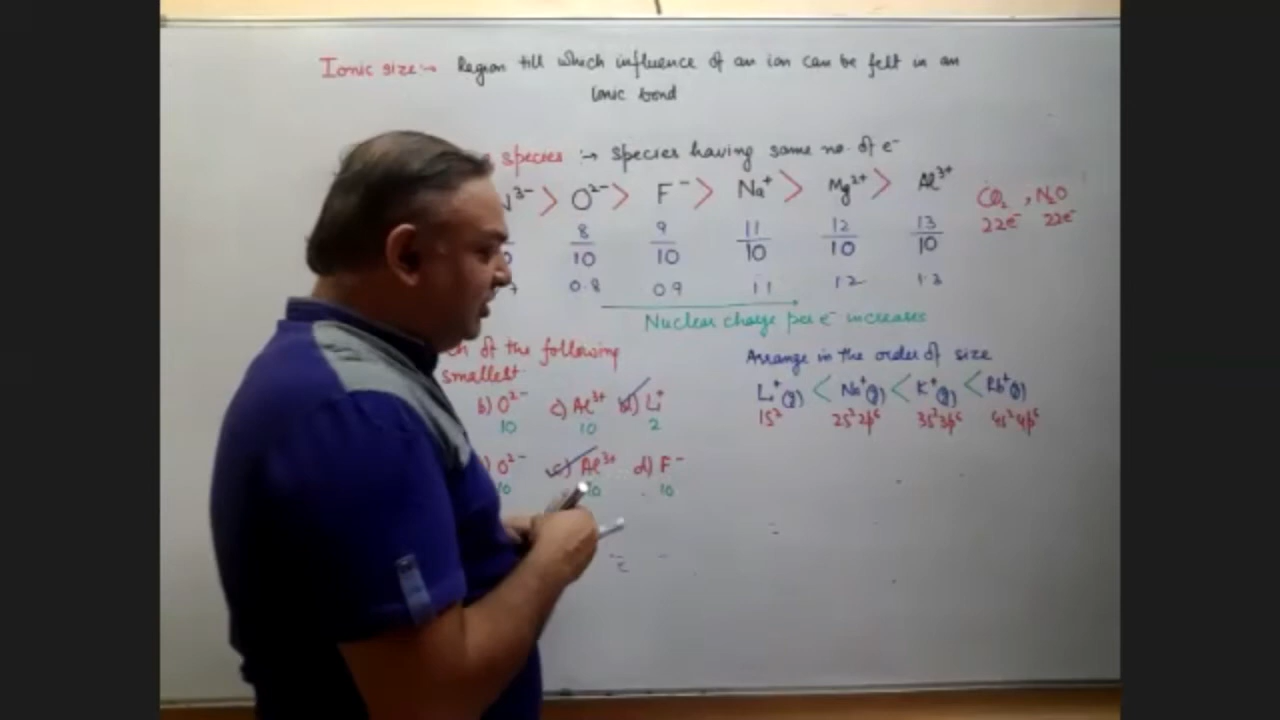 Ionic size:→ Region till which influence of an ion can be felt in an
Ionic bond
species :→ species having same no. of e⁻
N³⁻ > O²⁻ > F⁻ > Na⁺ > Mg²⁺ > Al³⁺ CO₂, N₂O
22e⁻ 22e⁻
8/10 9/10 11/10 12/10 13/10
0.8 0.9 1.1 1.2 1.3
Nuclear charge per e⁻ increases
of the following
smallest
b) O²⁻ c) Al³⁺ d) Li⁺
10 10 2
) O²⁻ c) Al³⁺ d) F⁻
10 10 10
Arrange in the order of size
Li⁺(g) < Na⁺(g) < K⁺(g) < Rb⁺(g)
1s² 2s²2p⁶ 3s²3p⁶ 4s²4p⁶